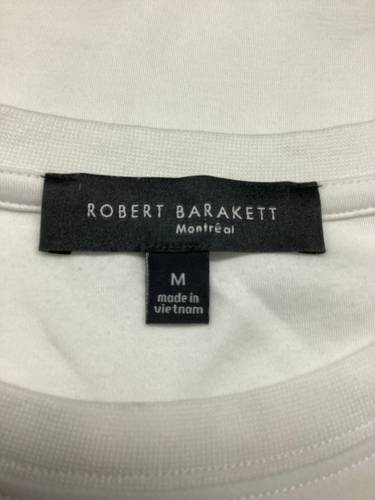 ROBERT BARAKETT
Montréal
M
made in
vietnam